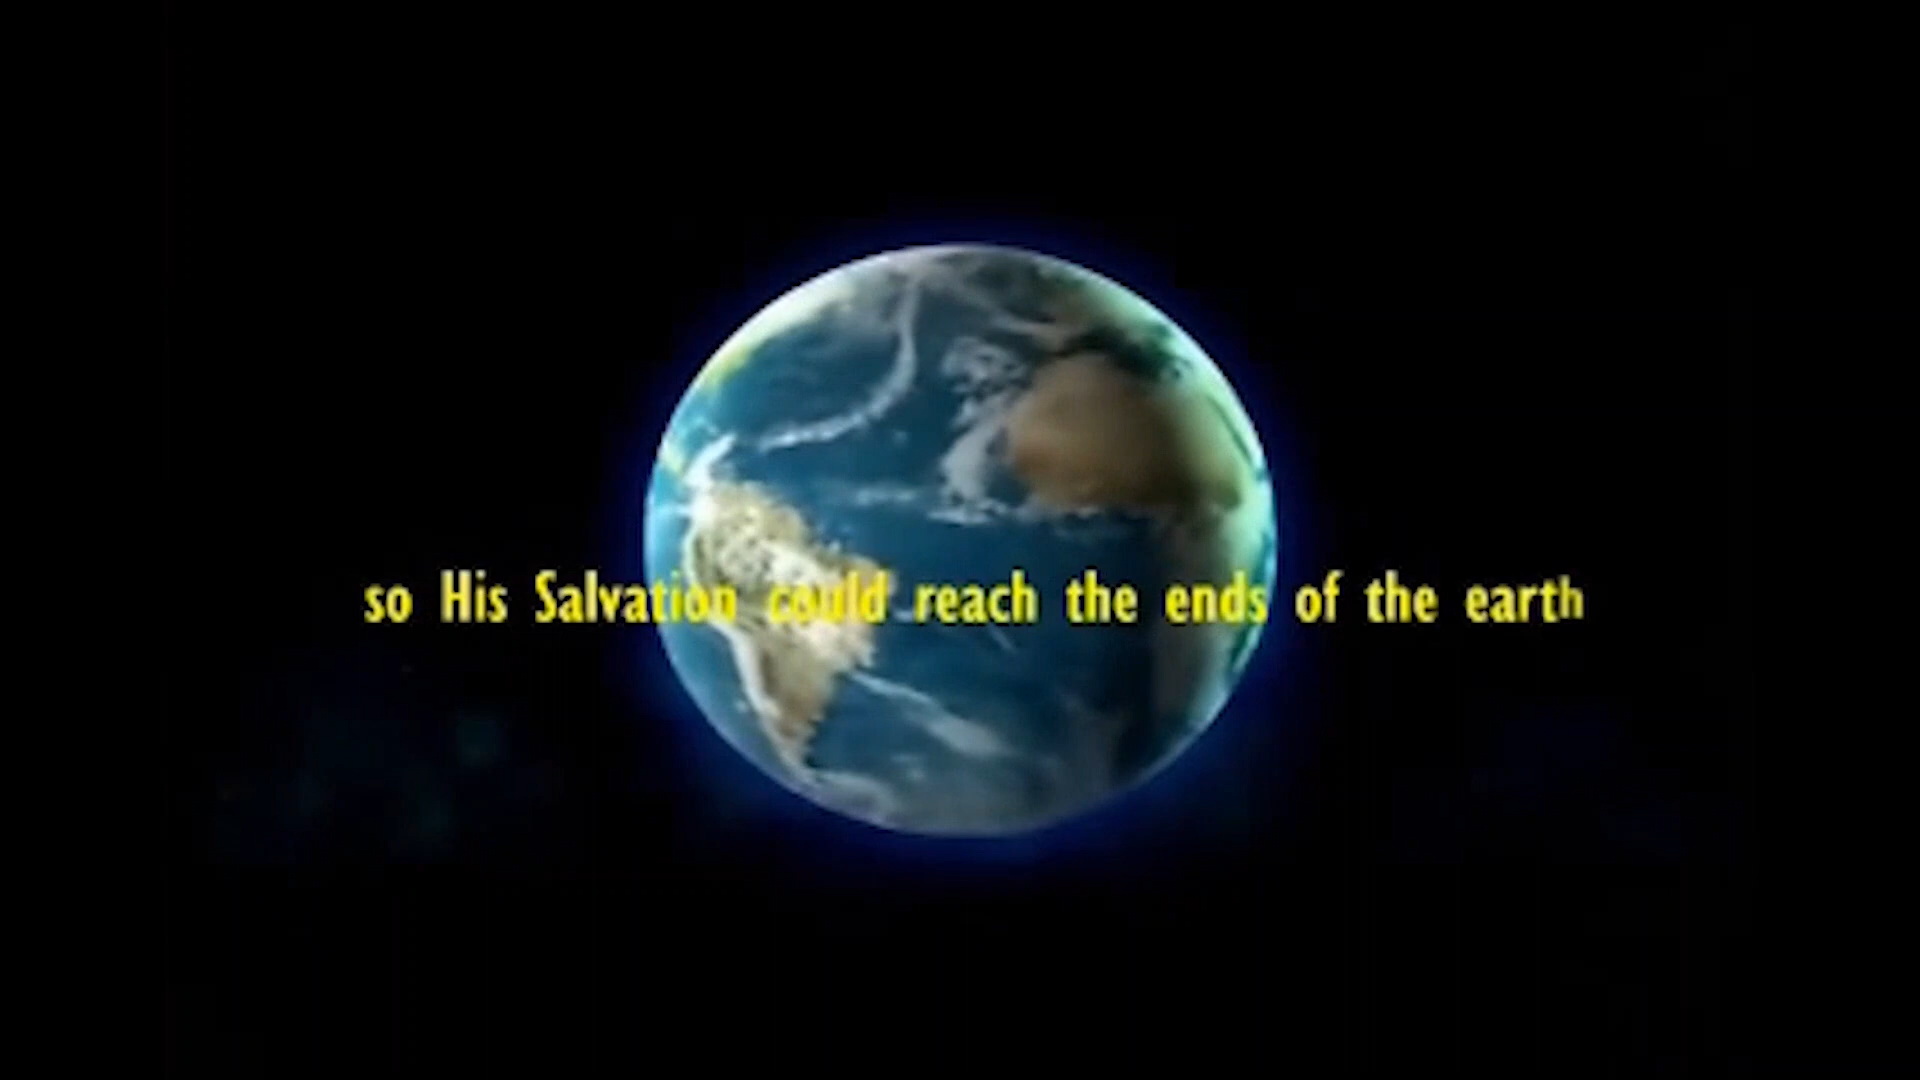 so His Salvation could reach the ends of the earth